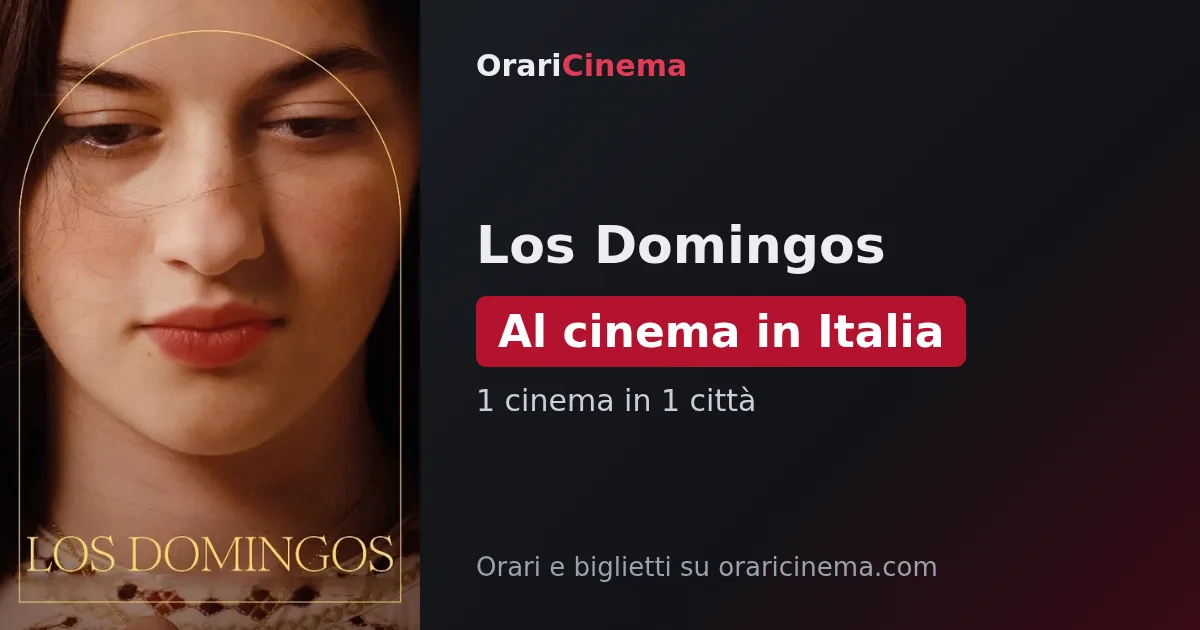 LOS DOMINGOS
OrariCinema
Los Domingos
Al cinema in Italia
1 cinema in 1 città
Orari e biglietti su oraricinema.com